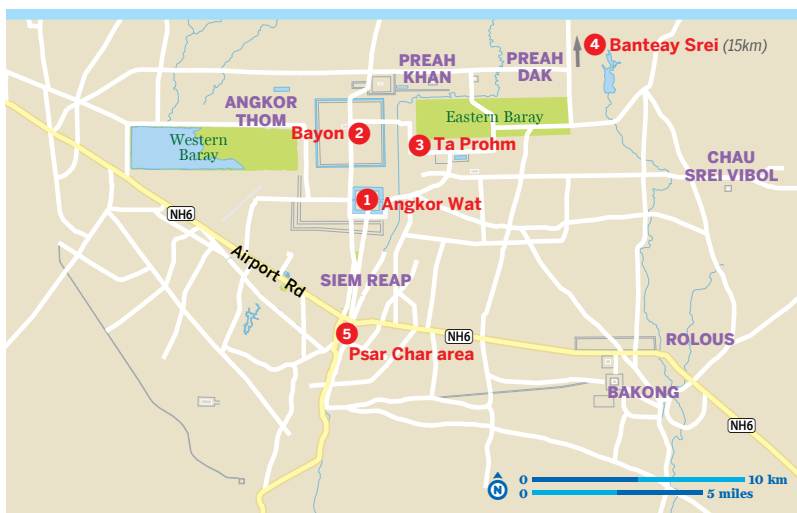 4 Banteay Srei (15km)
PREAH
KHAN
PREAH
DAK
ANGKOR
THOM
Eastern Baray
Bayon 2
3 Ta Prohm
Western
Baray
CHAU
SREI VIBOL
1 Angkor Wat
NH6
Airport Rd
SIEM REAP
5
Psar Char area
NH6
ROLOUS
BAKONG
NH6
N
0 10 km
0 5 miles